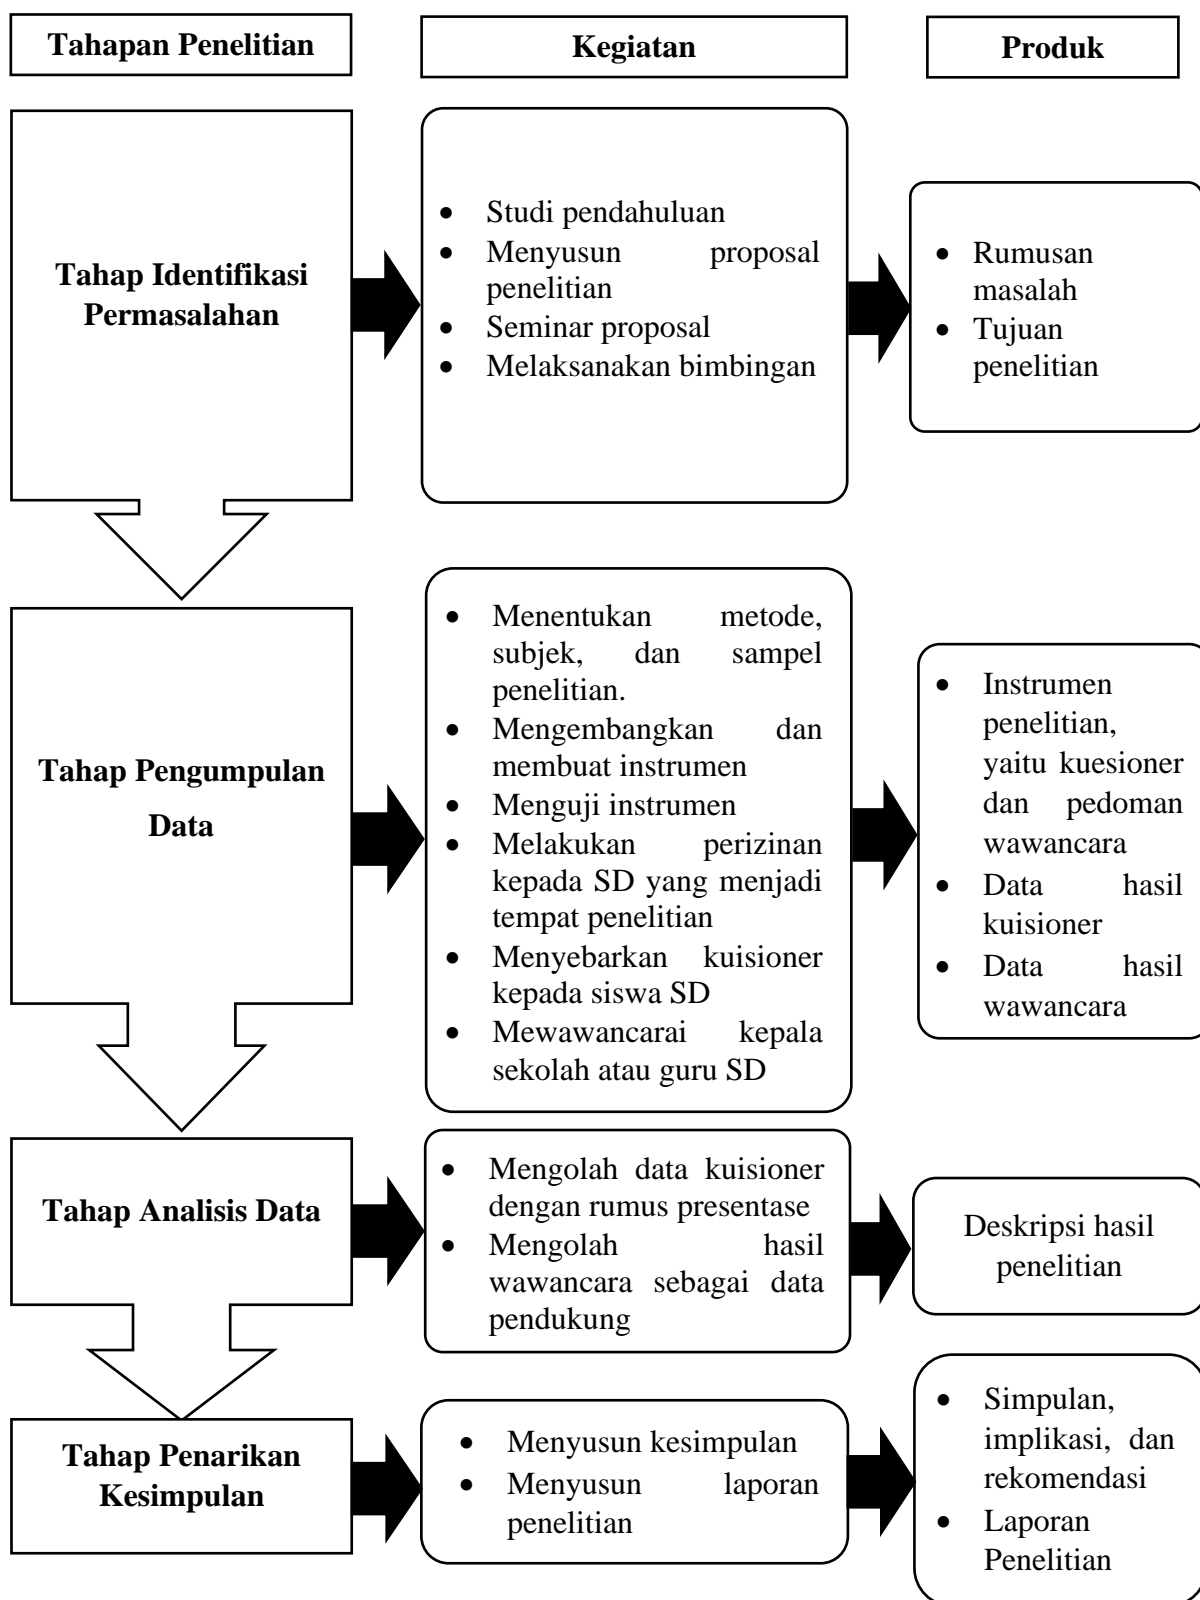 Tahapan Penelitian
Kegiatan
Produk
Tahap Identifikasi
Permasalahan
• Studi pendahuluan
• Menyusun proposal
penelitian
• Seminar proposal
• Melaksanakan bimbingan
• Rumusan
masalah
• Tujuan
penelitian
Tahap Pengumpulan
Data
• Menentukan metode,
subjek, dan sampel
penelitian.
• Mengembangkan dan
membuat instrumen
• Menguji instrumen
• Melakukan perizinan
kepada SD yang menjadi
tempat penelitian
• Menyebarkan kuisioner
kepada siswa SD
• Mewawancarai kepala
sekolah atau guru SD
• Instrumen
penelitian,
yaitu kuesioner
dan pedoman
wawancara
• Data hasil
kuisioner
• Data hasil
wawancara
Tahap Analisis Data
• Mengolah data kuisioner
dengan rumus presentase
• Mengolah hasil
wawancara sebagai data
pendukung
Deskripsi hasil
penelitian
Tahap Penarikan
Kesimpulan
• Menyusun kesimpulan
• Menyusun laporan
penelitian
• Simpulan,
implikasi, dan
rekomendasi
• Laporan
Penelitian